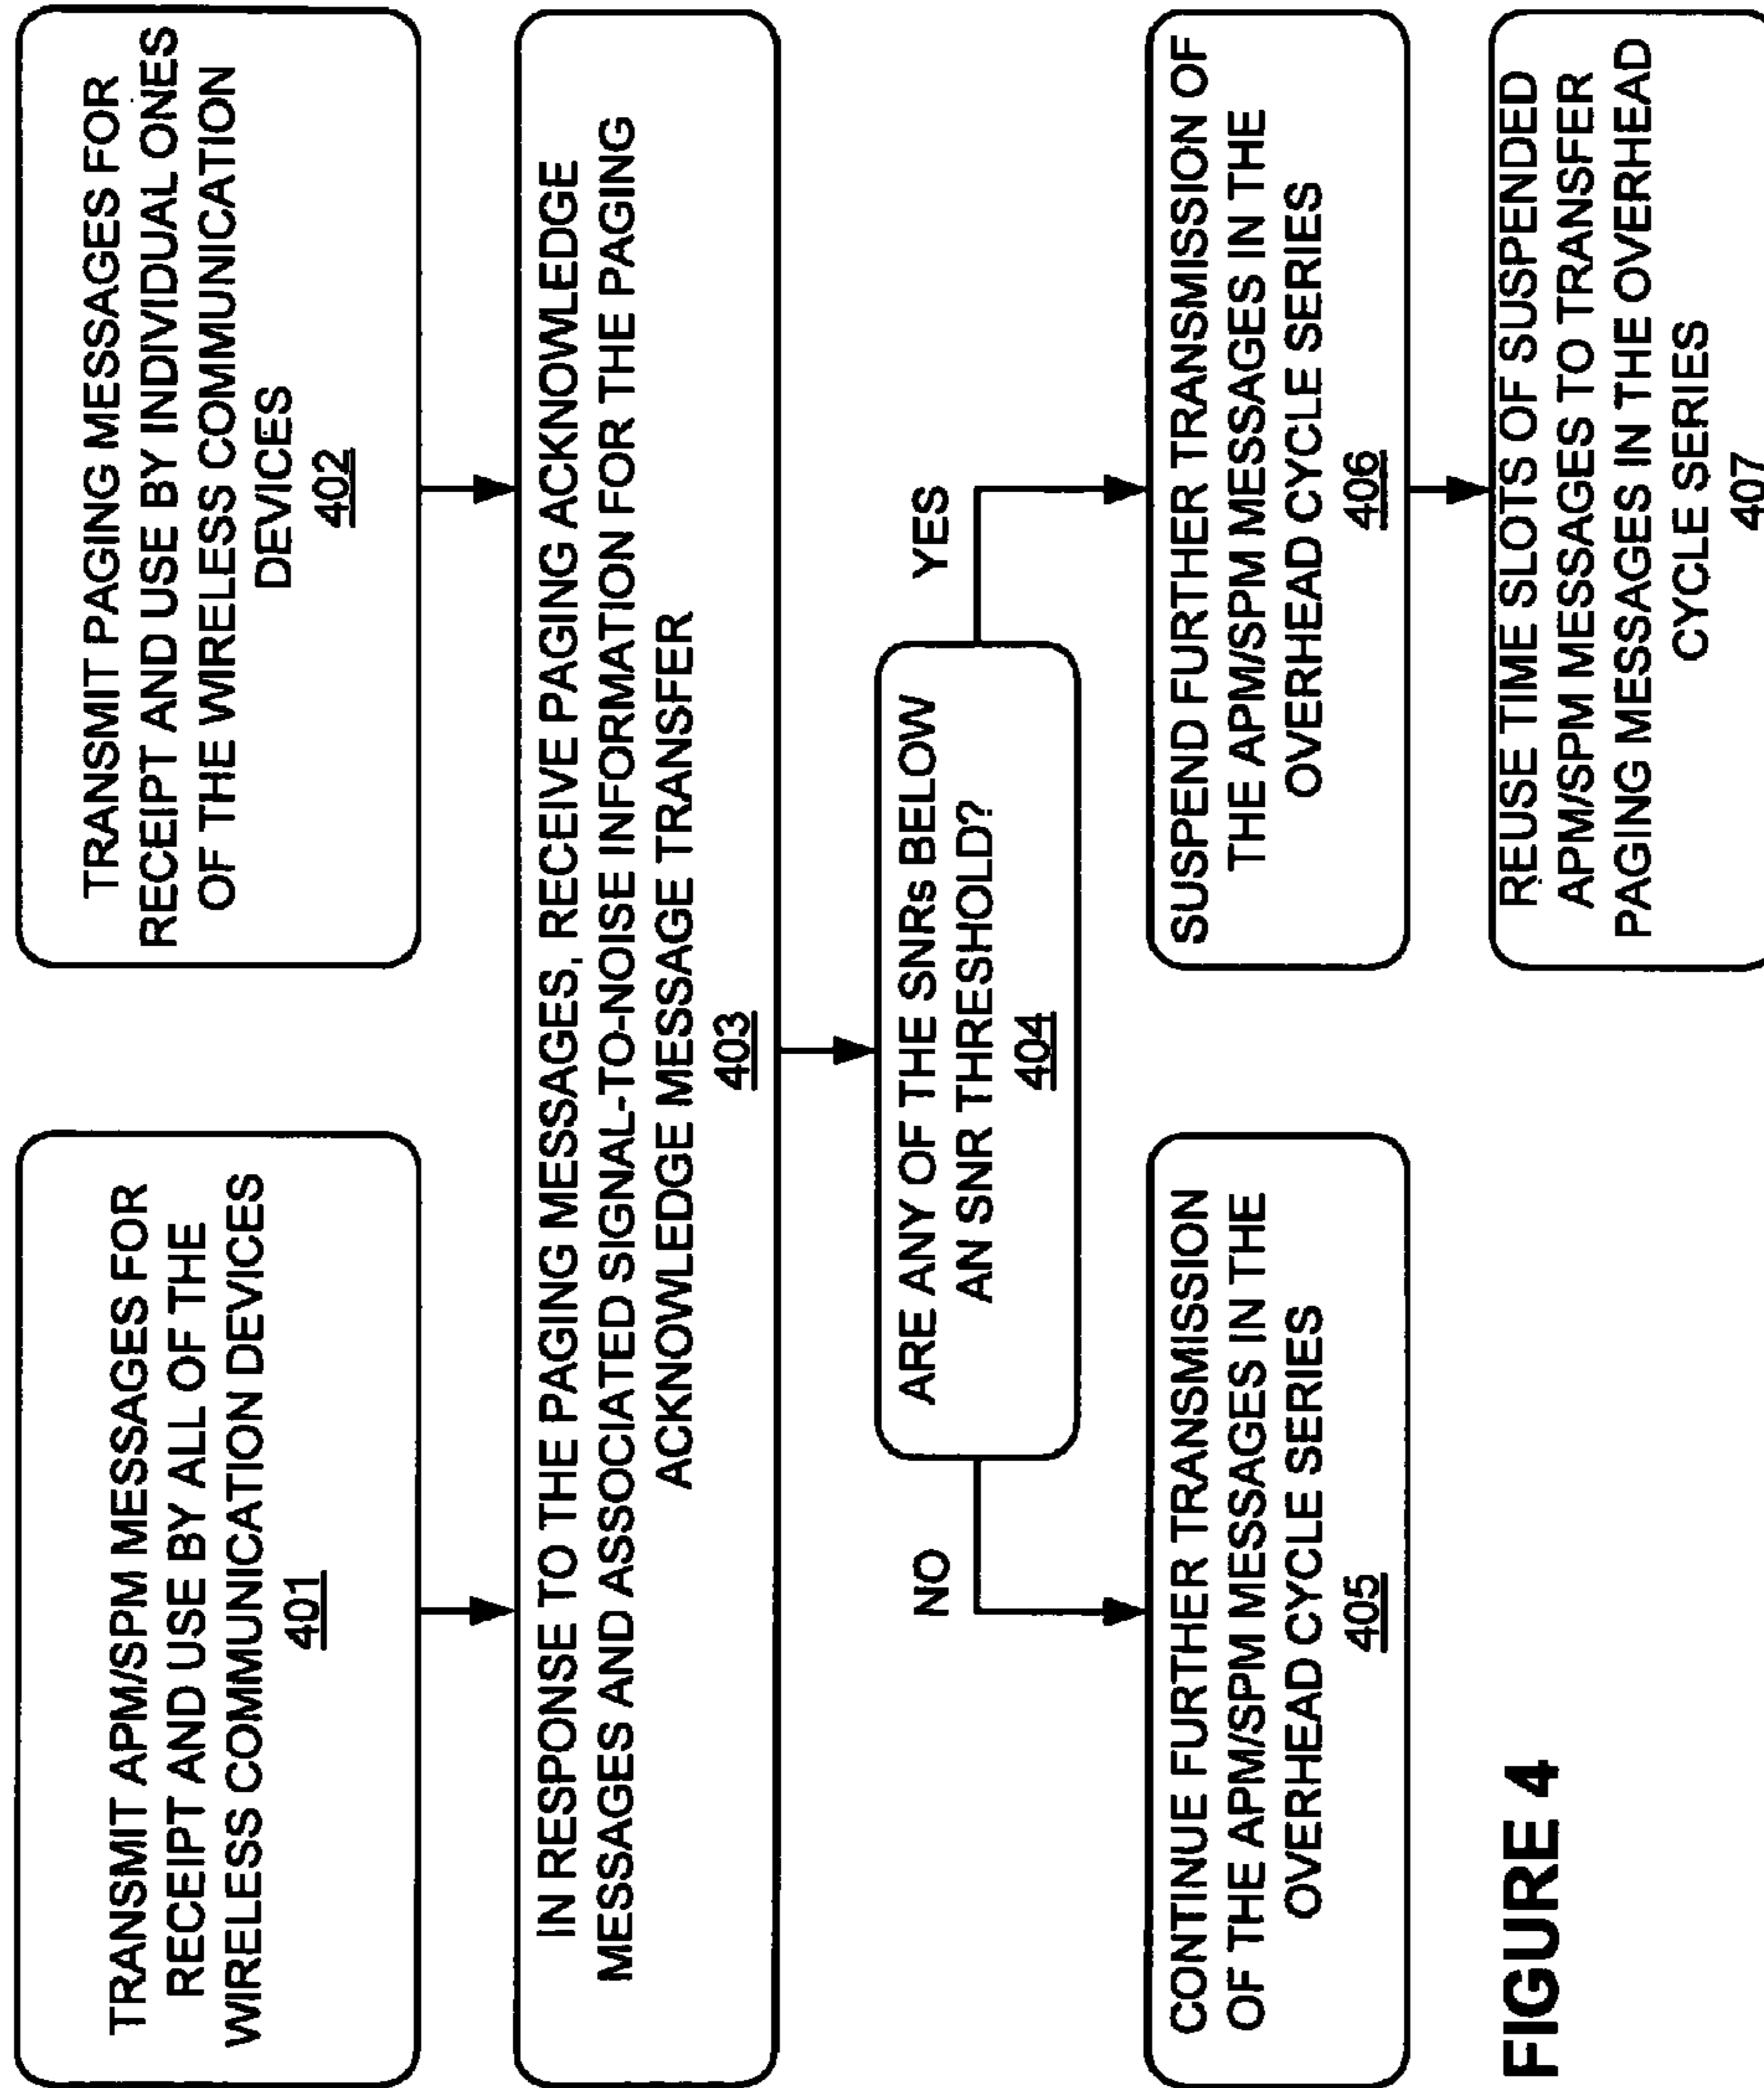 TRANSMIT APM/SPM MESSAGES FOR
RECEIPT AND USE BY ALL OF THE
WIRELESS COMMUNICATION DEVICES
401
TRANSMIT PAGING MESSAGES FOR
RECEIPT AND USE BY INDIVIDUAL ONES
OF THE WIRELESS COMMUNICATION
DEVICES
402
IN RESPONSE TO THE PAGING MESSAGES, RECEIVE PAGING ACKNOWLEDGE
MESSAGES AND ASSOCIATED SIGNAL-TO-NOISE INFORMATION FOR THE PAGING
ACKNOWLEDGE MESSAGE TRANSFER
403
ARE ANY OF THE SNRs BELOW
AN SNR THRESHOLD?
404
NO
YES
CONTINUE FURTHER TRANSMISSION
OF THE APM/SPM MESSAGES IN THE
OVERHEAD CYCLE SERIES
405
SUSPEND FURTHER TRANSMISSION OF
THE APM/SPM MESSAGES IN THE
OVERHEAD CYCLE SERIES
406
REUSE TIME SLOTS OF SUSPENDED
APM/SPM MESSAGES TO TRANSFER
PAGING MESSAGES IN THE OVERHEAD
CYCLE SERIES
407
FIGURE 4